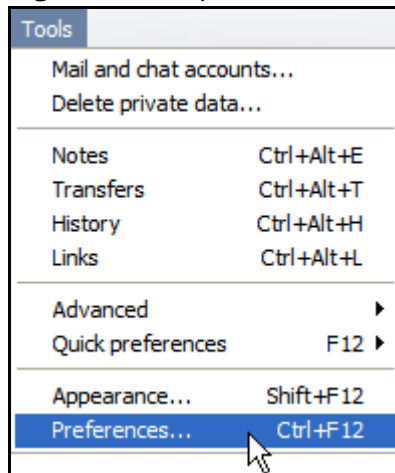 Tools
Mail and chat accounts...
Delete private data...
Notes Ctrl+Alt+E
Transfers Ctrl+Alt+T
History Ctrl+Alt+H
Links Ctrl+Alt+L
Advanced
Quick preferences F12
Appearance... Shift+F12
Preferences... Ctrl+F12